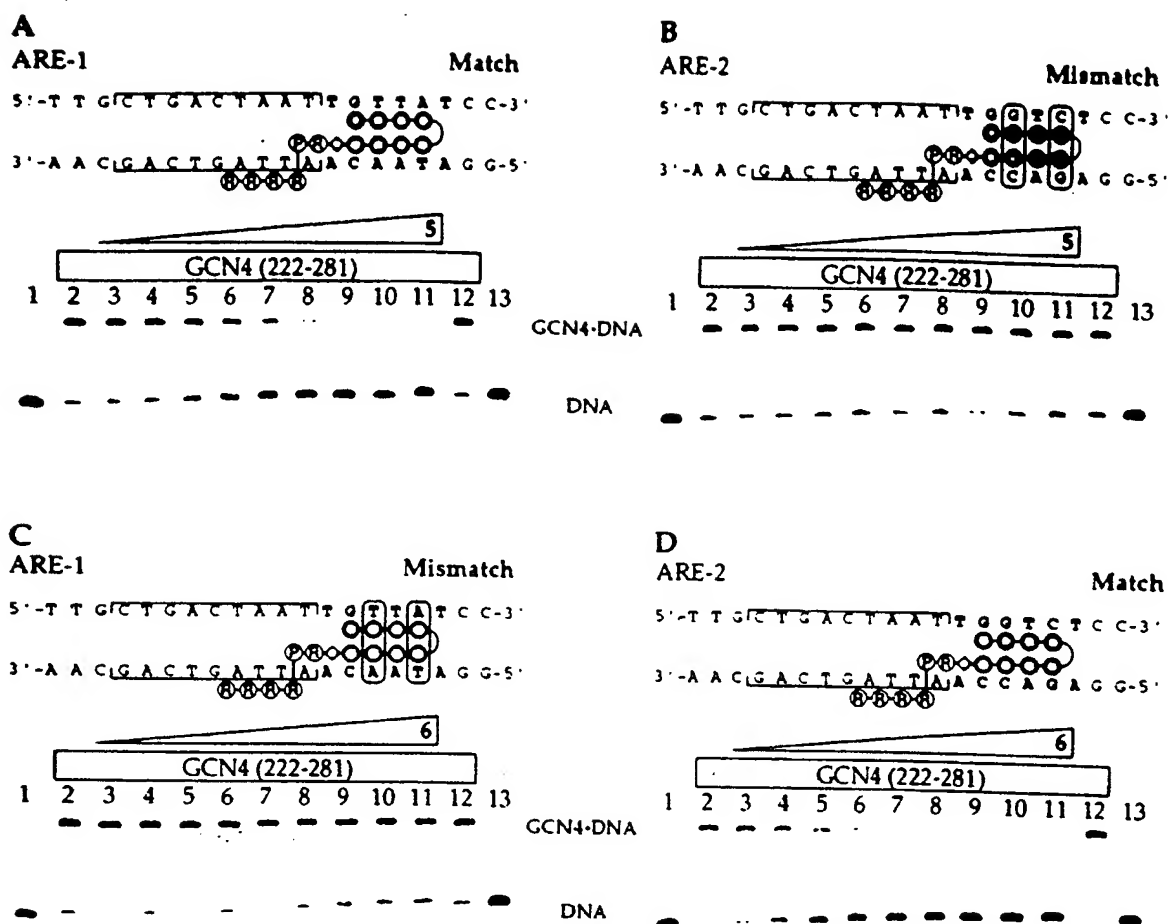 A
ARE-1
Match
5'-T T G C T G A C T A A T T G T T A T C C-3'
P R
3'-A A C G A C T G A T T A A C A A T A G G-5'
R R R R
5
GCN4 (222-281)
1 2 3 4 5 6 7 8 9 10 11 12 13
B
ARE-2
Mismatch
5'-T T G C T G A C T A A T T G G T C T C C-3'
P R
3'-A A C G A C T G A T T A A C C A G A G G-5'
R R R R
5
GCN4 (222-281)
1 2 3 4 5 6 7 8 9 10 11 12 13
GCN4·DNA
DNA
C
ARE-1
Mismatch
5'-T T G C T G A C T A A T T G T T A T C C-3'
P R
3'-A A C G A C T G A T T A A C A A T A G G-5'
R R R R
6
GCN4 (222-281)
1 2 3 4 5 6 7 8 9 10 11 12 13
D
ARE-2
Match
5'-T T G C T G A C T A A T T G G T C T C C-3'
P R
3'-A A C G A C T G A T T A A C C A G A G G-5'
R R R R
6
GCN4 (222-281)
1 2 3 4 5 6 7 8 9 10 11 12 13
GCN4·DNA
DNA